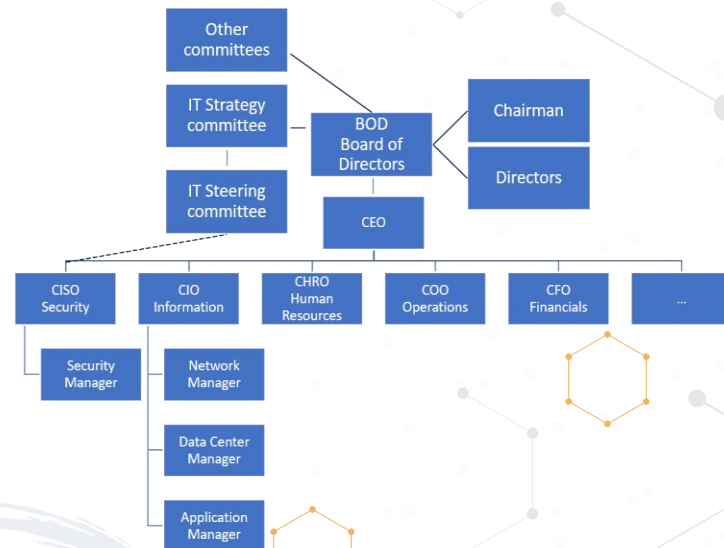 Other
committees
IT Strategy
committee
BOD
Board of
Directors
Chairman
Directors
IT Steering
committee
CEO
CISO
Security
CIO
Information
CHRO
Human
Resources
COO
Operations
CFO
Financials
...
Security
Manager
Network
Manager
Data Center
Manager
Application
Manager